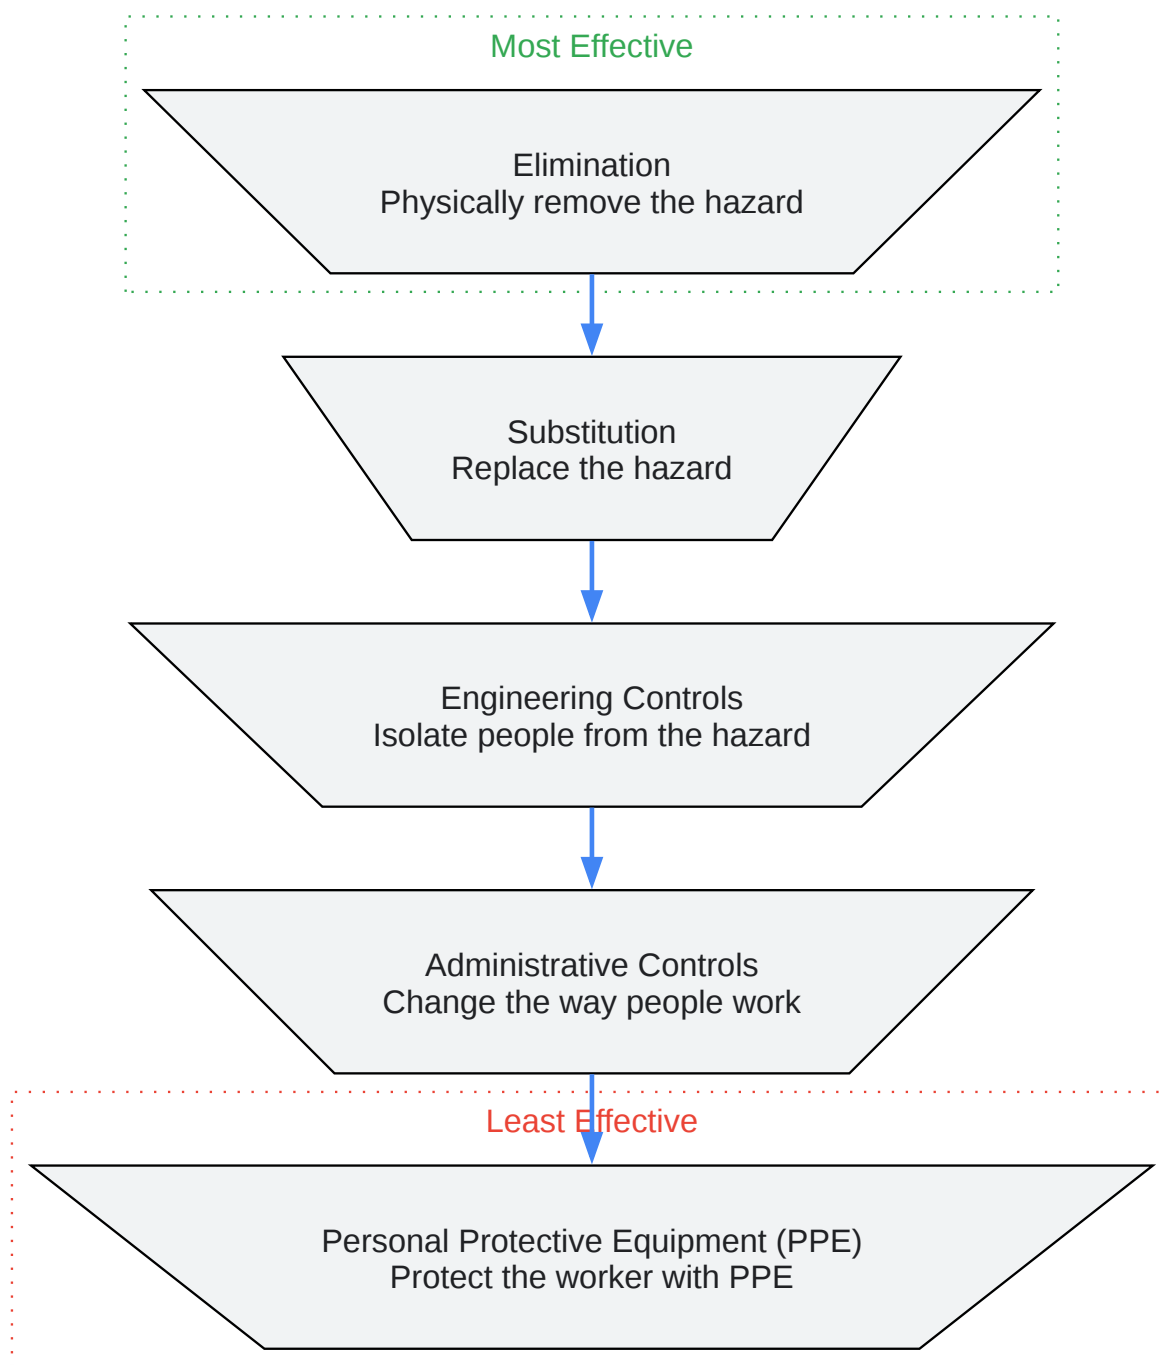 Most Effective
Elimination
Physically remove the hazard
Substitution
Replace the hazard
Engineering Controls
Isolate people from the hazard
Administrative Controls
Change the way people work
Least Effective
Personal Protective Equipment (PPE)
Protect the worker with PPE